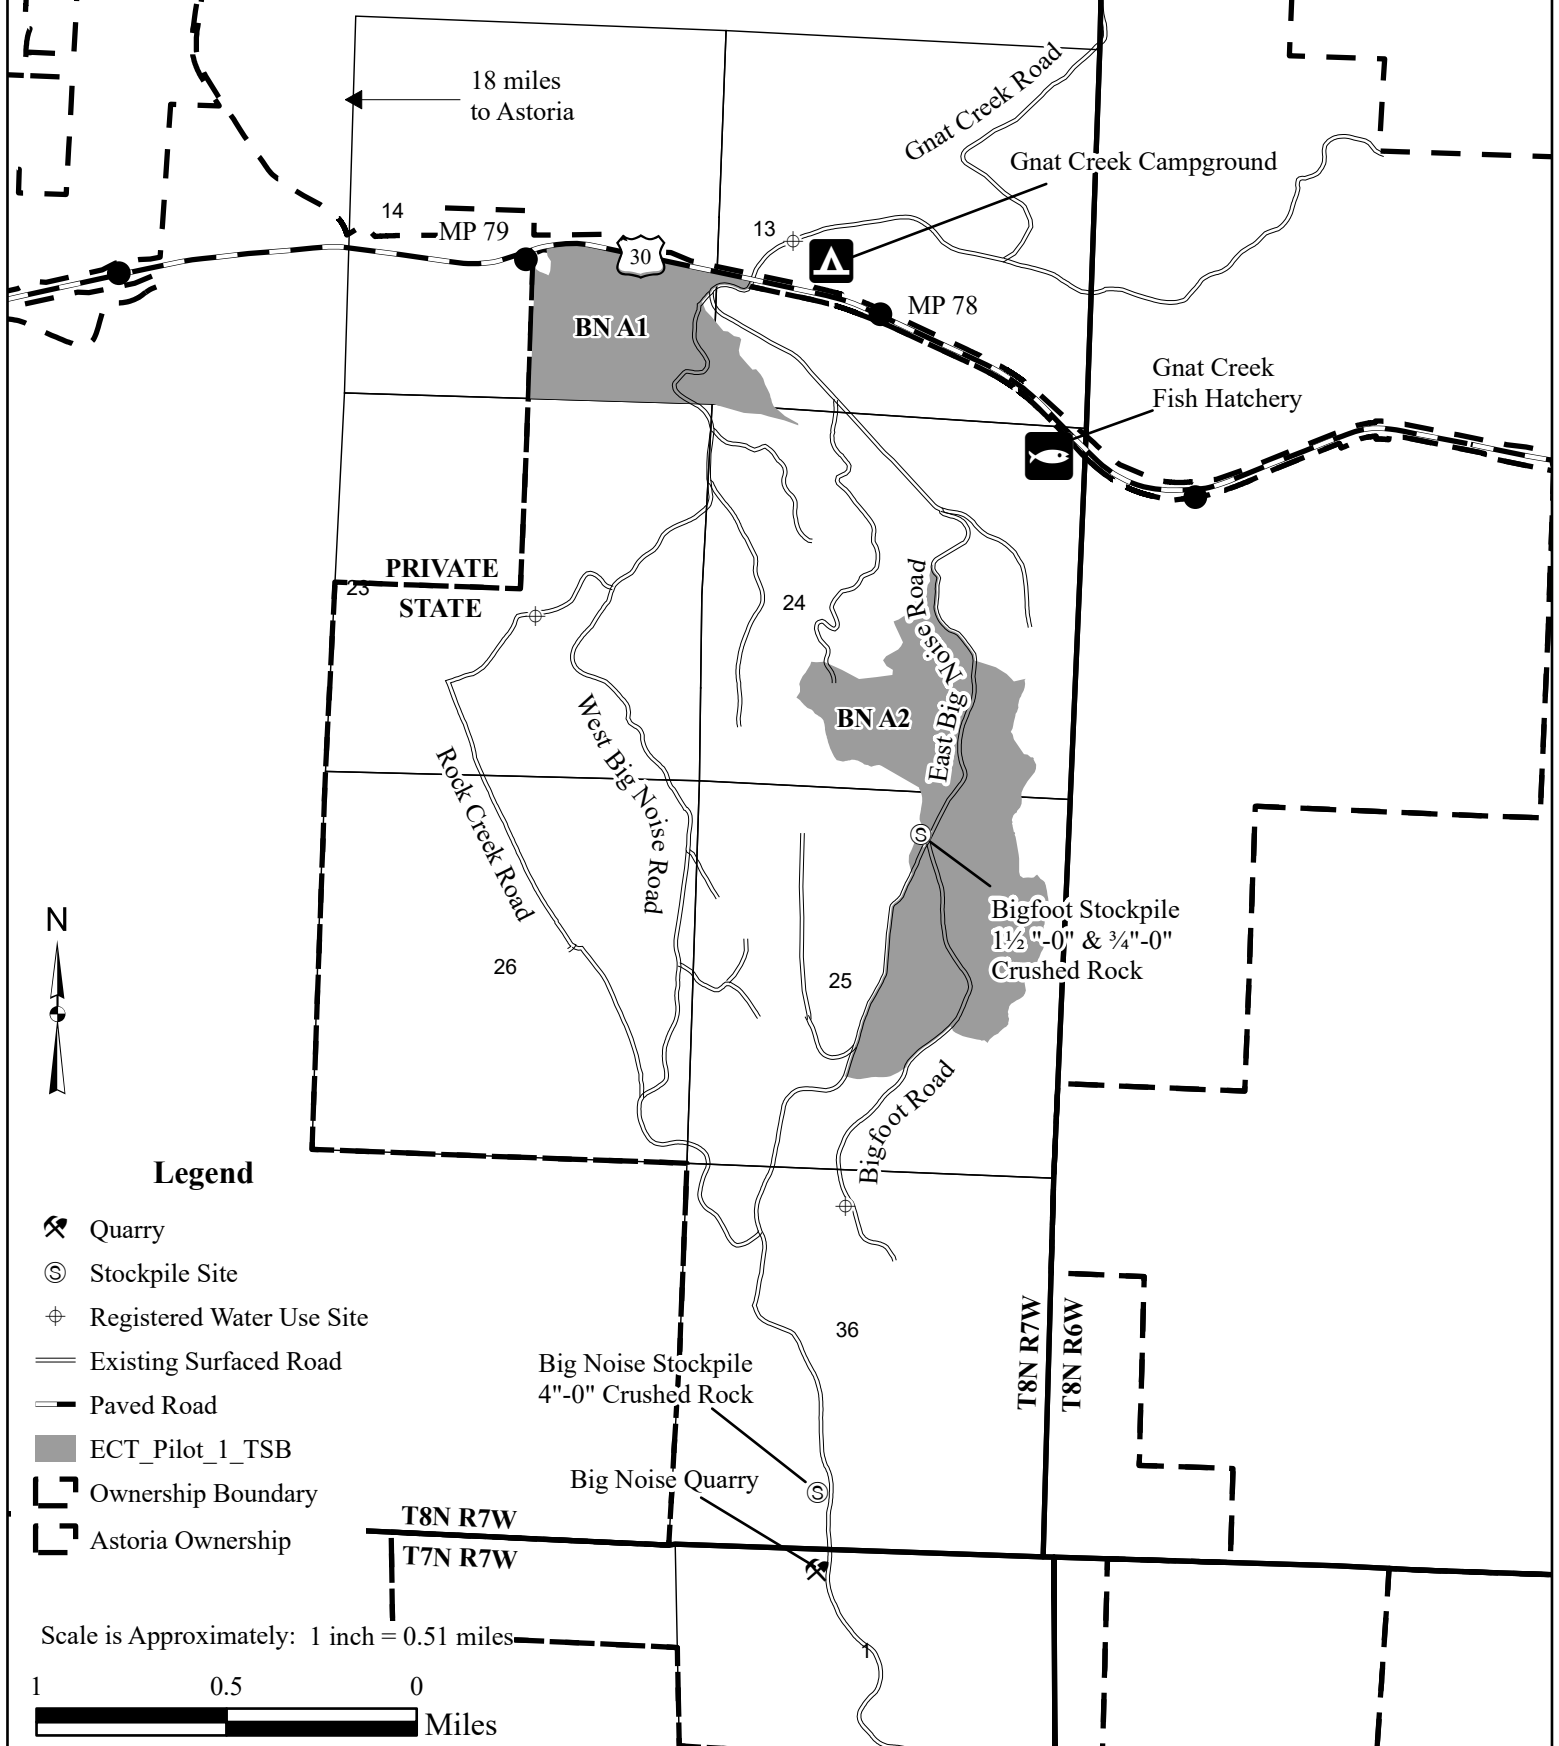 18 miles
to Astoria
Gnat Creek Road
Gnat Creek Campground
14
MP 79
13
30
MP 78
BN A1
Gnat Creek
Fish Hatchery
PRIVATE
23
STATE
24
East Big Noise Road
BN A2
West Big Noise Road
Rock Creek Road
S
Bigfoot Stockpile
1½ "-0" & ¾"-0"
Crushed Rock
N
26
25
Bigfoot Road
Legend
Quarry
S Stockpile Site
Registered Water Use Site
Existing Surfaced Road
Paved Road
ECT_Pilot_1_TSB
Ownership Boundary
Astoria Ownership
36
T8N R7W
T8N R6W
Big Noise Stockpile
4"-0" Crushed Rock
Big Noise Quarry
S
T8N R7W
T7N R7W
1
Scale is Approximately: 1 inch = 0.51 miles
1 0.5 0
Miles